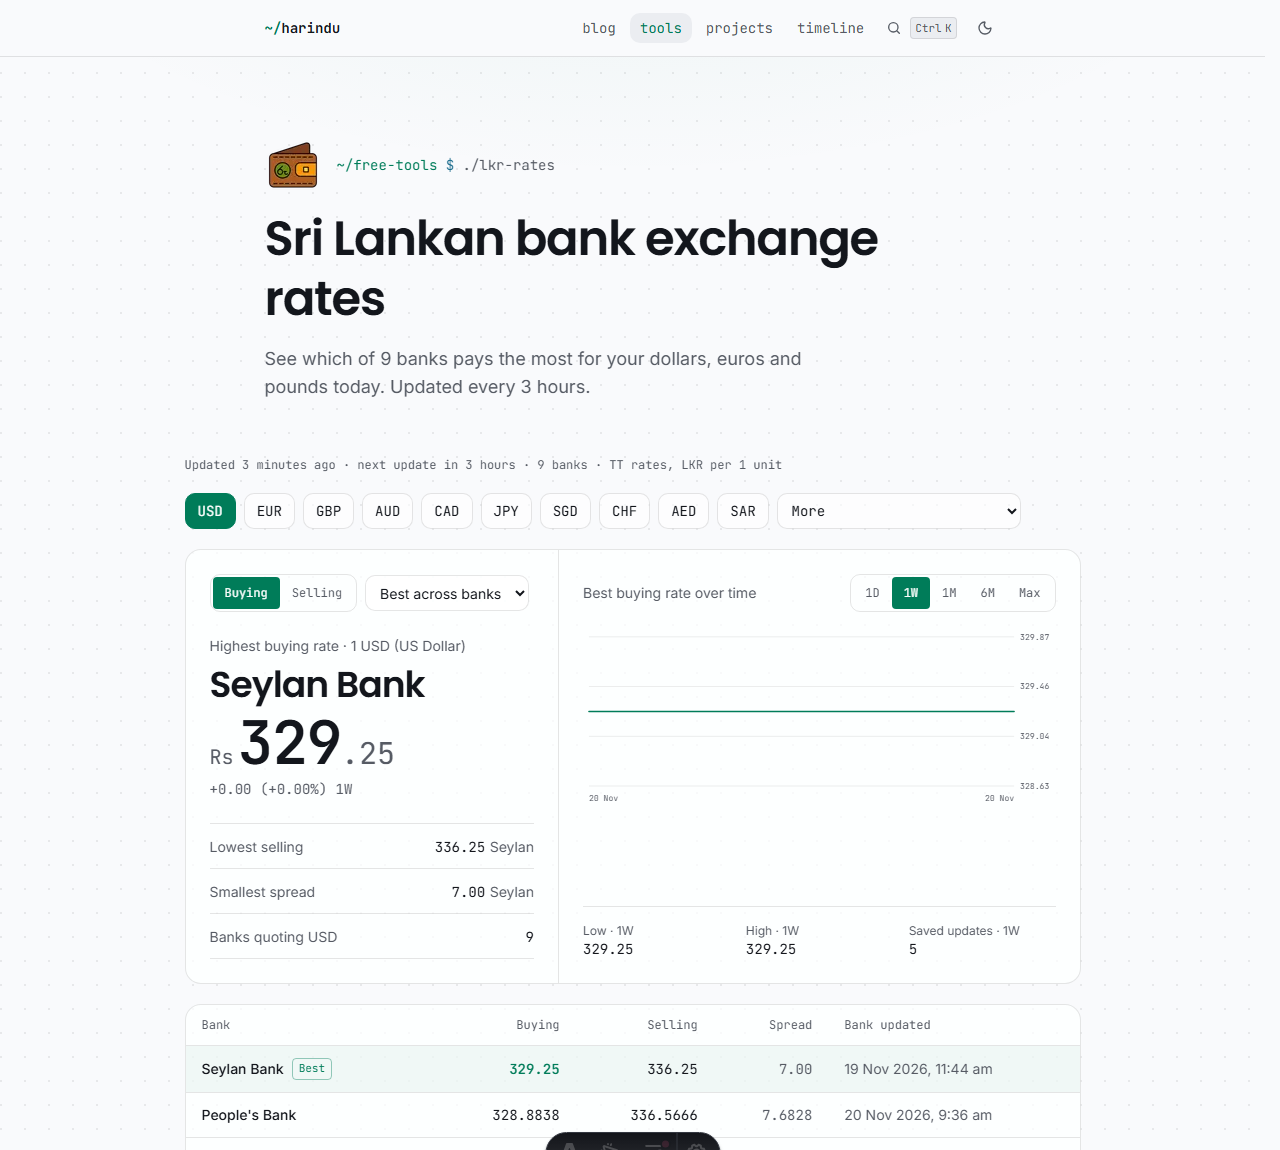 ~/harindu
blog
tools
projects
timeline
Ctrl K
~/free-tools $ ./lkr-rates
Sri Lankan bank exchange
rates
See which of 9 banks pays the most for your dollars, euros and
pounds today. Updated every 3 hours.
Updated 3 minutes ago · next update in 3 hours · 9 banks · TT rates, LKR per 1 unit
USD
EUR
GBP
AUD
CAD
JPY
SGD
CHF
AED
SAR
More
Buying
Selling
Best across banks
Highest buying rate · 1 USD (US Dollar)
Seylan Bank
Rs 329.25
+0.00 (+0.00%) 1W
Lowest selling 336.25 Seylan
Smallest spread 7.00 Seylan
Banks quoting USD 9
Best buying rate over time
1D
1W
1M
6M
Max
329.87
329.46
329.04
328.63
20 Nov
20 Nov
Low · 1W
329.25
High · 1W
329.25
Saved updates · 1W
5
Bank Buying Selling Spread Bank updated
Seylan Bank Best 329.25 336.25 7.00 19 Nov 2026, 11:44 am
People's Bank 328.8838 336.5666 7.6828 20 Nov 2026, 9:36 am